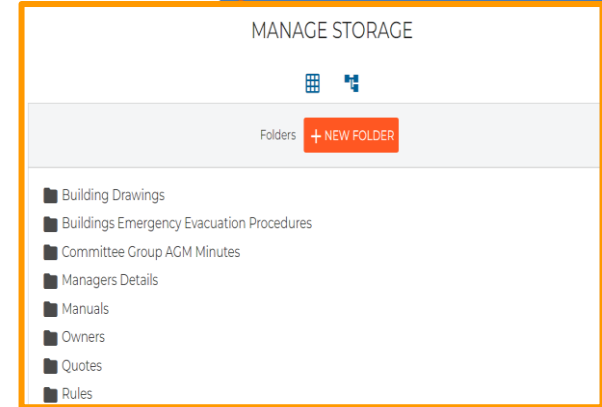 MANAGE STORAGE
Folders + NEW FOLDER
Building Drawings
Buildings Emergency Evacuation Procedures
Committee Group AGM Minutes
Managers Details
Manuals
Owners
Quotes
Rules